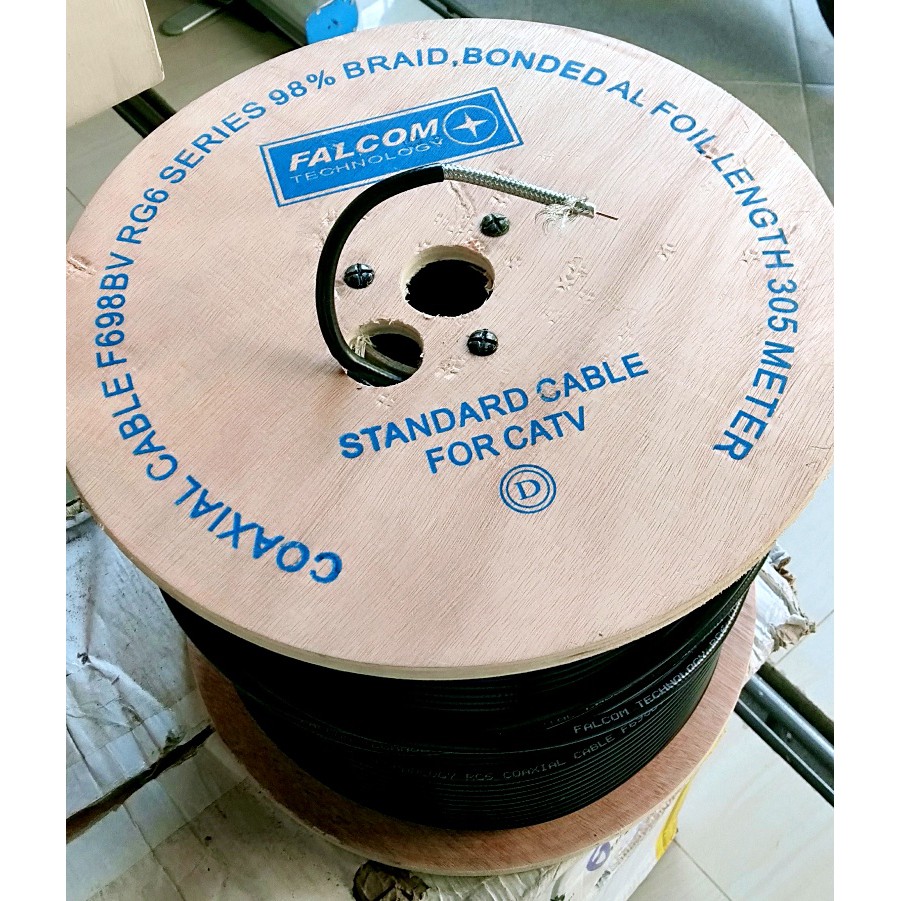 COAXIAL CABLE F698BV RG6 SERIES 98% BRAID, BONDED AL FOIL LENGTH 305 METER
FALCOM
TECHNOLOGY
STANDARD CABLE
FOR CATV
D
FALCOM TECHNOLOGY
COAXIAL CABLE